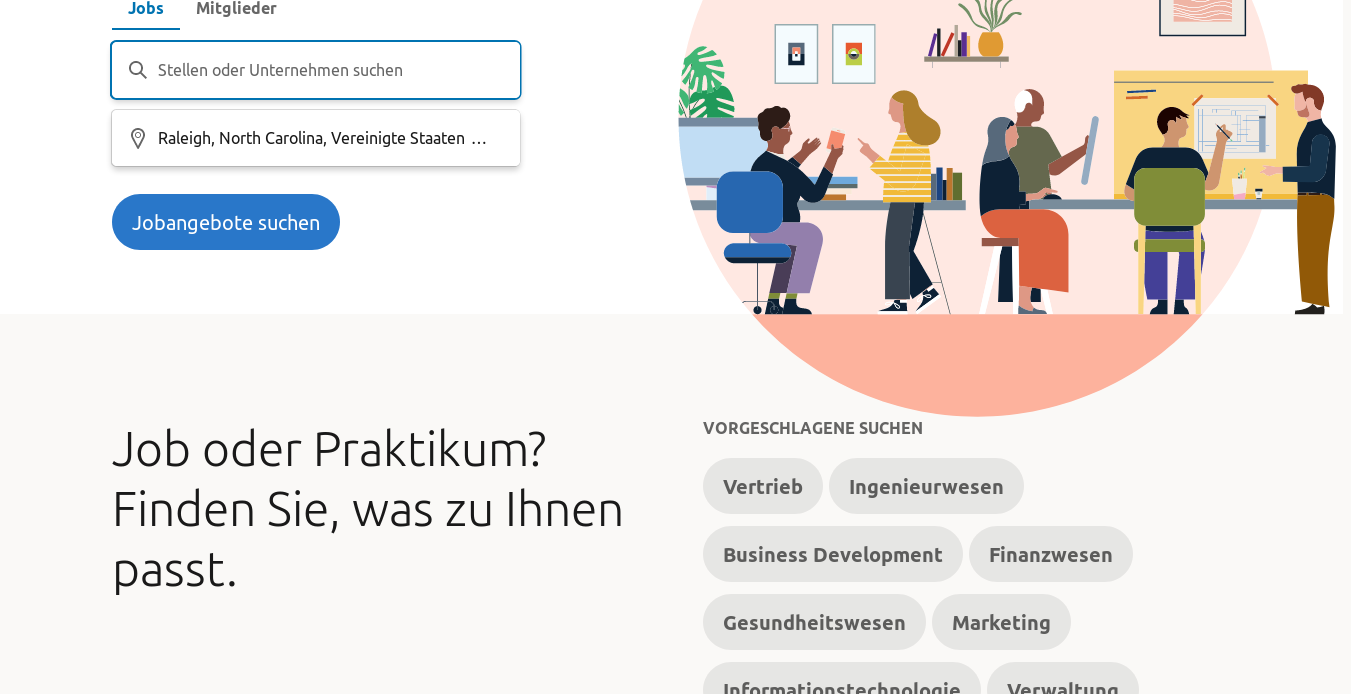 Jobs
Mitglieder
Stellen oder Unternehmen suchen
Raleigh, North Carolina, Vereinigte Staaten …
Jobangebote suchen
Job oder Praktikum?
Finden Sie, was zu Ihnen
passt.
VORGESCHLAGENE SUCHEN
Vertrieb
Ingenieurwesen
Business Development
Finanzwesen
Gesundheitswesen
Marketing
Informationstechnologie
Verwaltung